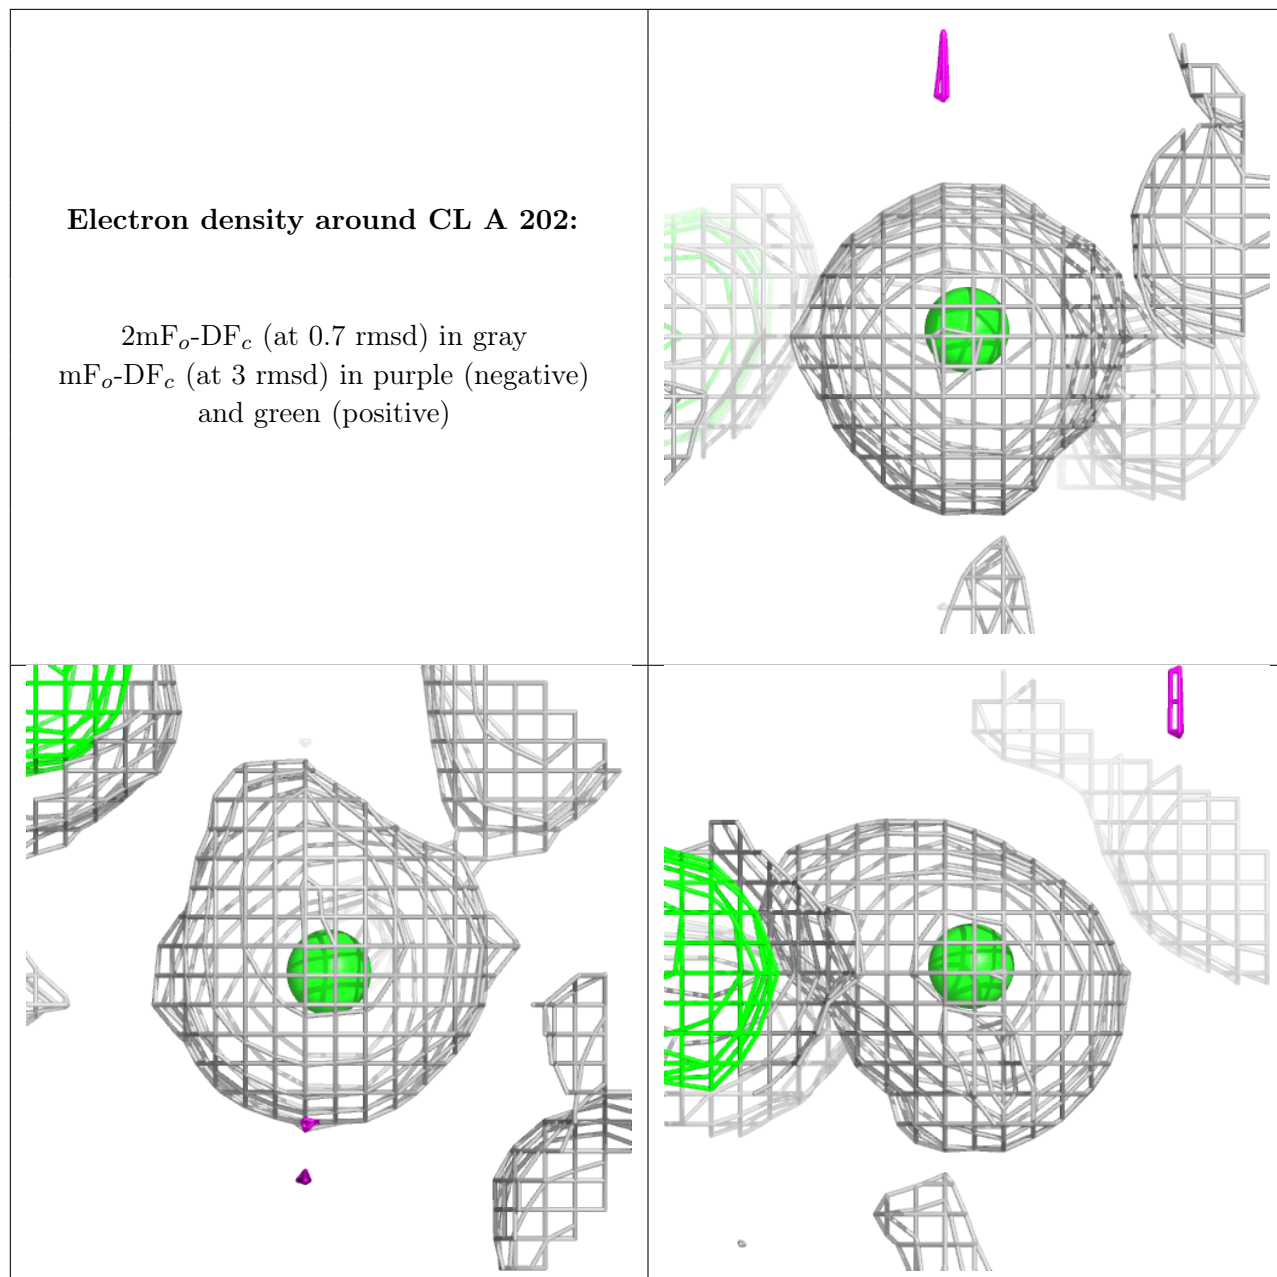 Electron density around CL A 202:
2mFₒ-DF𝒸 (at 0.7 rmsd) in gray
mFₒ-DF𝒸 (at 3 rmsd) in purple (negative)
and green (positive)